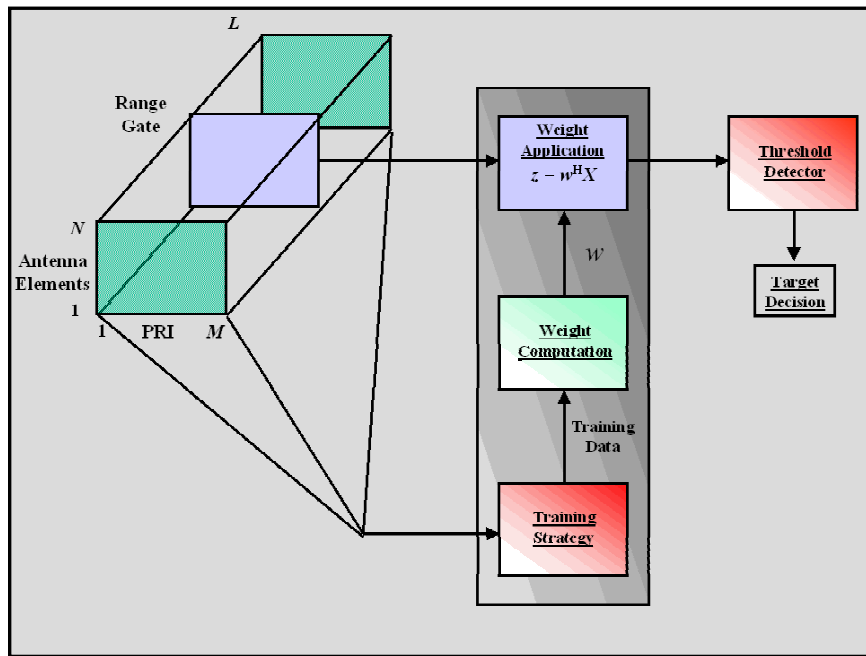 L
Range
Gate
N
Antenna
Elements
1
1
PRI
M
Weight
Application
z = w^H X
W
Weight
Computation
Training
Data
Training
Strategy
Threshold
Detector
Target
Decision